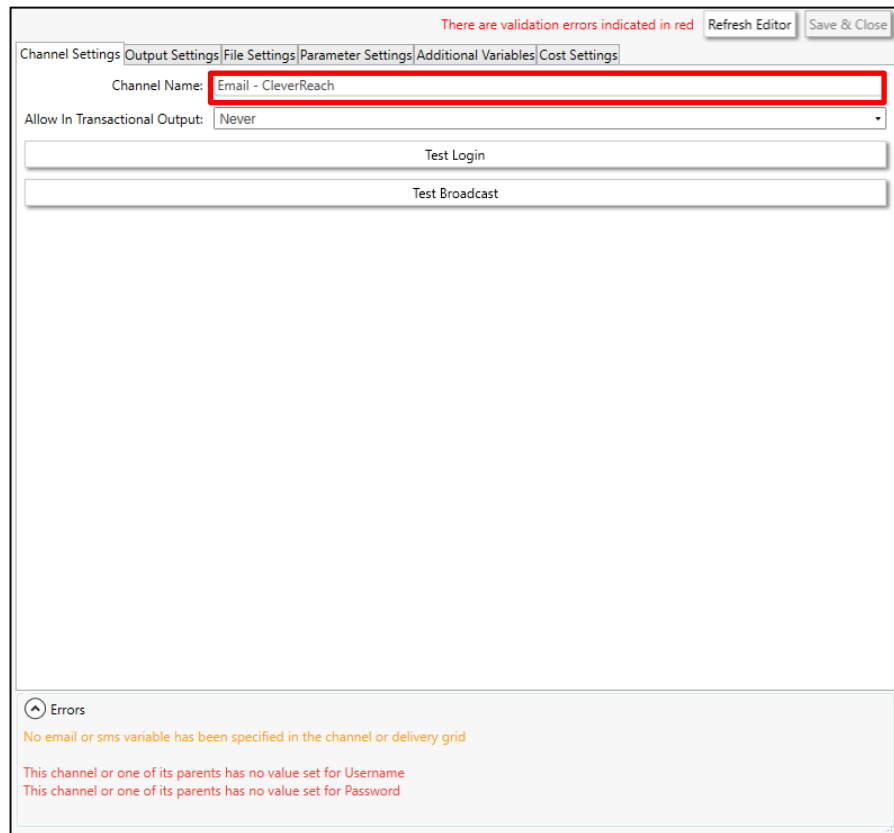 There are validation errors indicated in red Refresh Editor Save & Close
Channel Settings Output Settings File Settings Parameter Settings Additional Variables Cost Settings
Channel Name: Email - CleverReach
Allow In Transactional Output: Never
Test Login
Test Broadcast
Errors
No email or sms variable has been specified in the channel or delivery grid
This channel or one of its parents has no value set for Username
This channel or one of its parents has no value set for Password